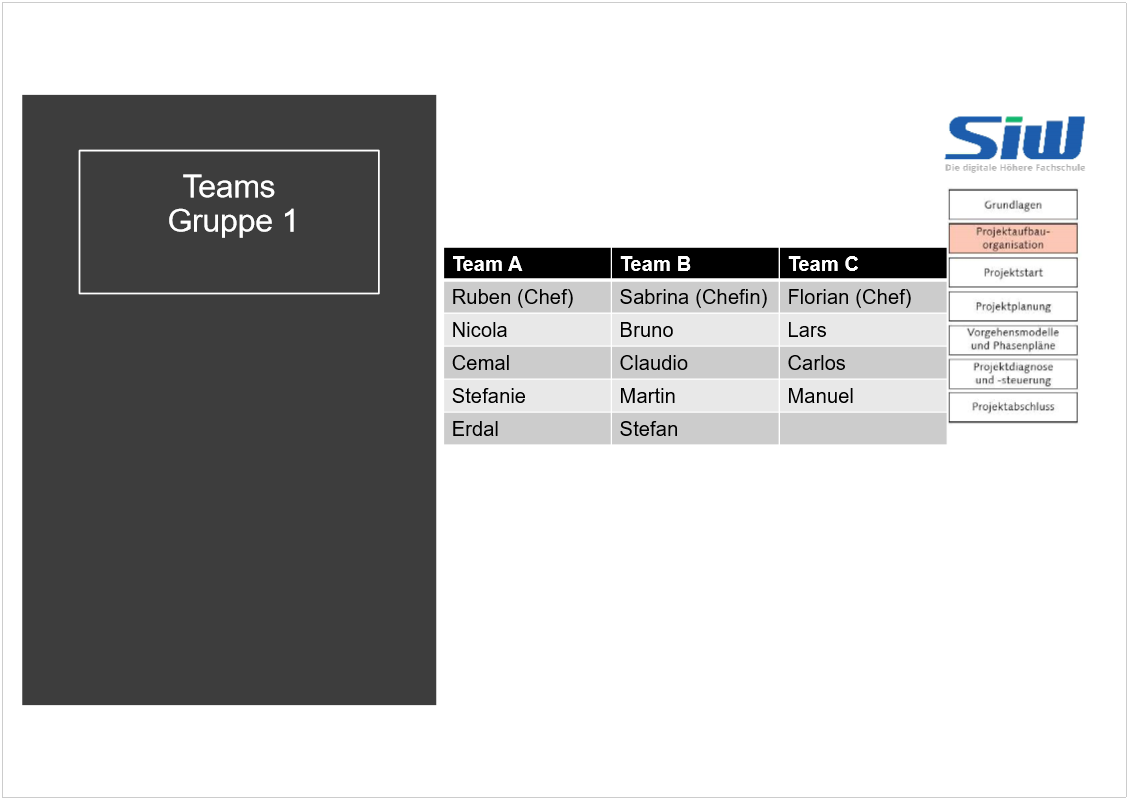 Teams
Gruppe 1
Siw
Die digitale Höhere Fachschule
Grundlagen
Projektaufbau-
organisation
Projektstart
Projektplanung
Vorgehensmodelle
und Phasenpläne
Projektdiagnose
und -steuerung
Projektabschluss
Team A Team B Team C
Ruben (Chef) Sabrina (Chefin) Florian (Chef)
Nicola Bruno Lars
Cemal Claudio Carlos
Stefanie Martin Manuel
Erdal Stefan